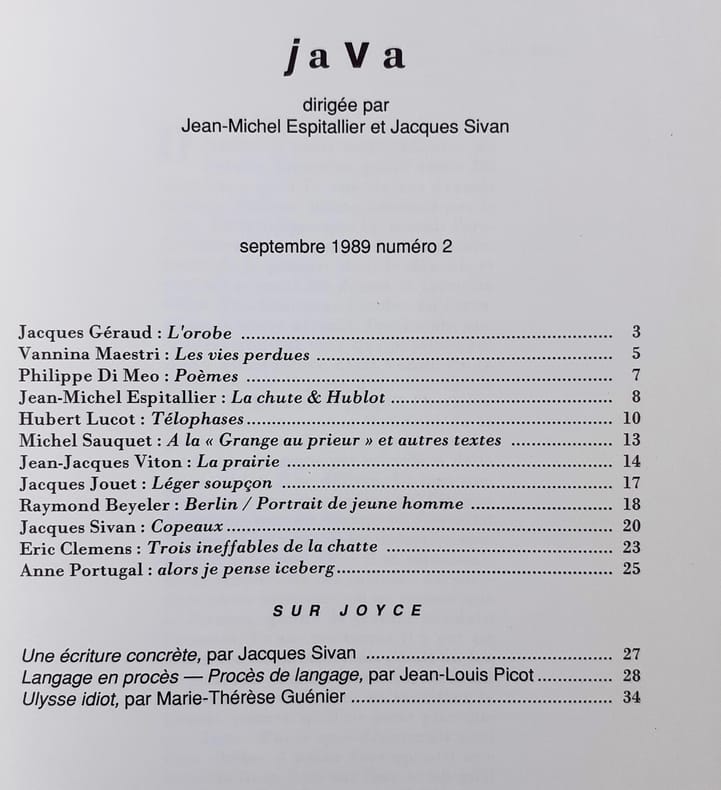 java
dirigée par
Jean-Michel Espitallier et Jacques Sivan
septembre 1989 numéro 2
Jacques Géraud : L'orobe ........ 3
Vannina Maestri : Les vies perdues ........ 5
Philippe Di Meo : Poèmes ........ 7
Jean-Michel Espitallier : La chute & Hublot ........ 8
Hubert Lucot : Télophases ........ 10
Michel Sauquet : A la « Grange au prieur » et autres textes ........ 13
Jean-Jacques Viton : La prairie ........ 14
Jacques Jouet : Léger soupçon ........ 17
Raymond Beyeler : Berlin / Portrait de jeune homme ........ 18
Jacques Sivan : Copeaux ........ 20
Eric Clemens : Trois ineffables de la chatte ........ 23
Anne Portugal : alors je pense iceberg ........ 25
SUR JOYCE
Une écriture concrète, par Jacques Sivan ........ 27
Langage en procès — Procès de langage, par Jean-Louis Picot ........ 28
Ulysse idiot, par Marie-Thérèse Guénier ........ 34